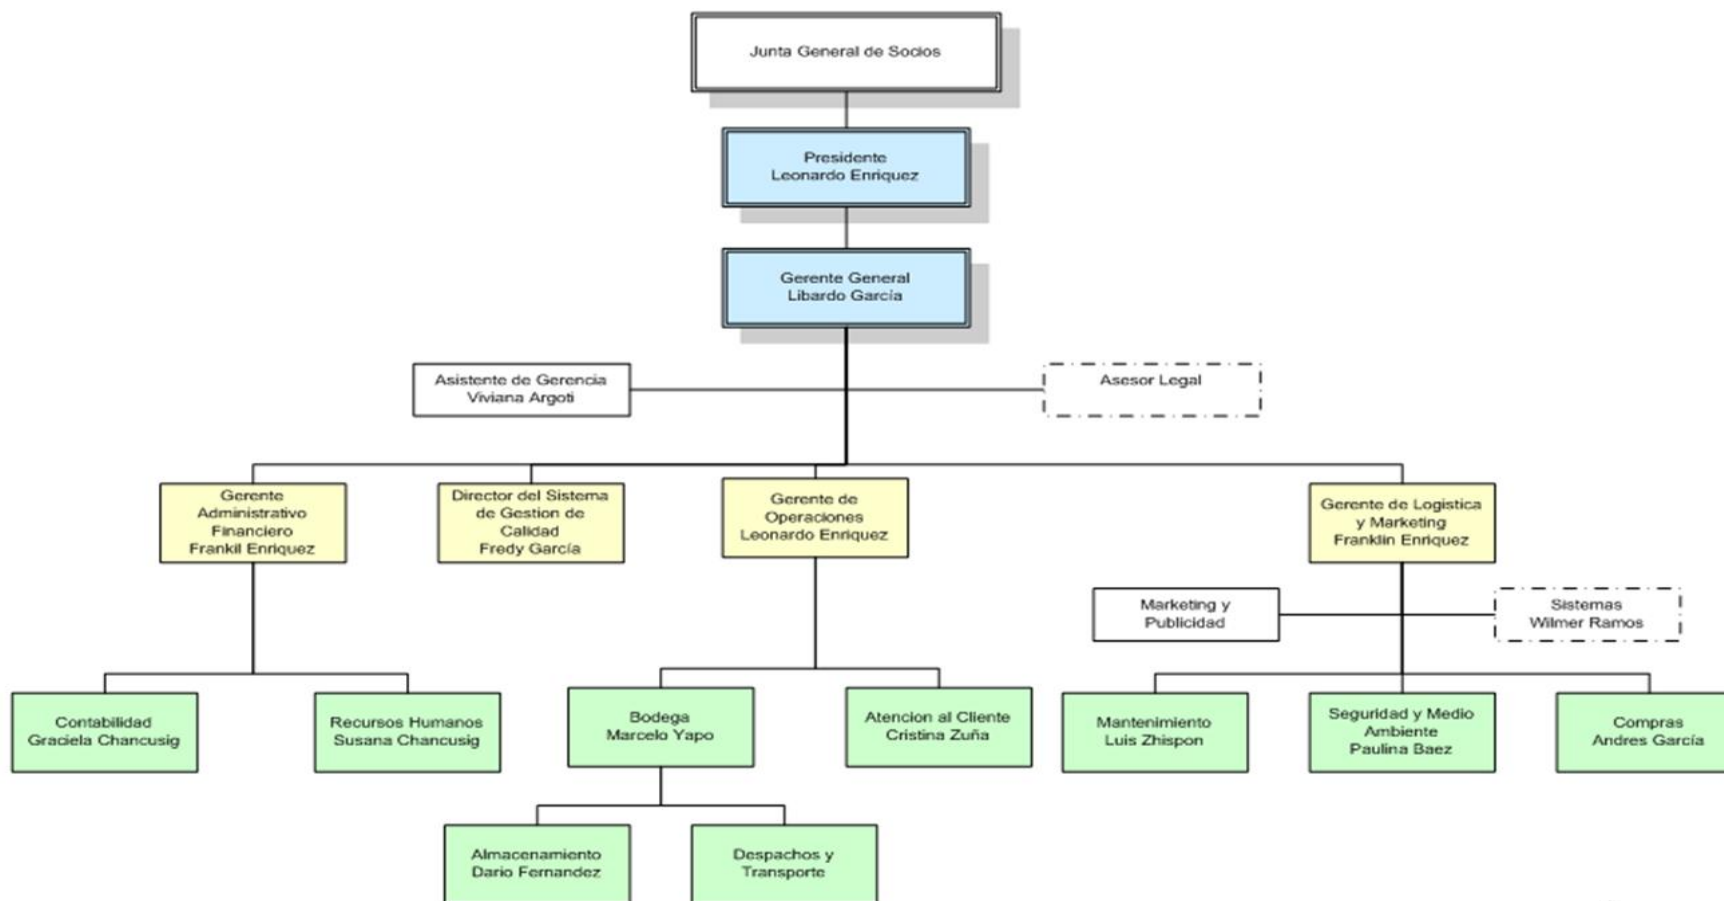 Junta General de Socios
Presidente
Leonardo Enriquez
Gerente General
Libardo García
Asistente de Gerencia
Viviana Argoti
Asesor Legal
Gerente
Administrativo
Financiero
Frankil Enriquez
Director del Sistema
de Gestion de
Calidad
Fredy García
Gerente de
Operaciones
Leonardo Enriquez
Gerente de Logistica
y Marketing
Franklin Enriquez
Marketing y
Publicidad
Sistemas
Wilmer Ramos
Contabilidad
Graciela Chancusig
Recursos Humanos
Susana Chancusig
Bodega
Marcelo Yapo
Atencion al Cliente
Cristina Zuña
Mantenimiento
Luis Zhispon
Seguridad y Medio
Ambiente
Paulina Baez
Compras
Andres García
Almacenamiento
Dario Fernandez
Despachos y
Transporte